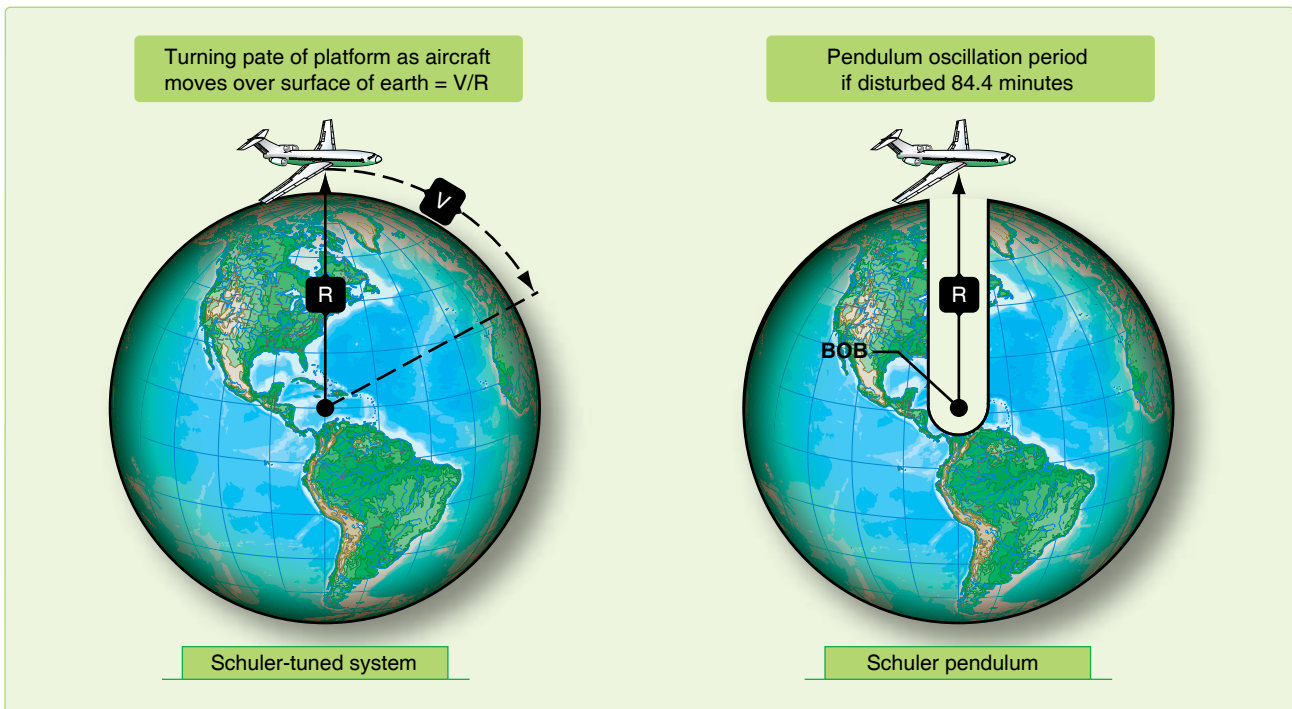 Turning pate of platform as aircraft
moves over surface of earth = V/R
V
R
Schuler-tuned system
Pendulum oscillation period
if disturbed 84.4 minutes
R
BOB
Schuler pendulum